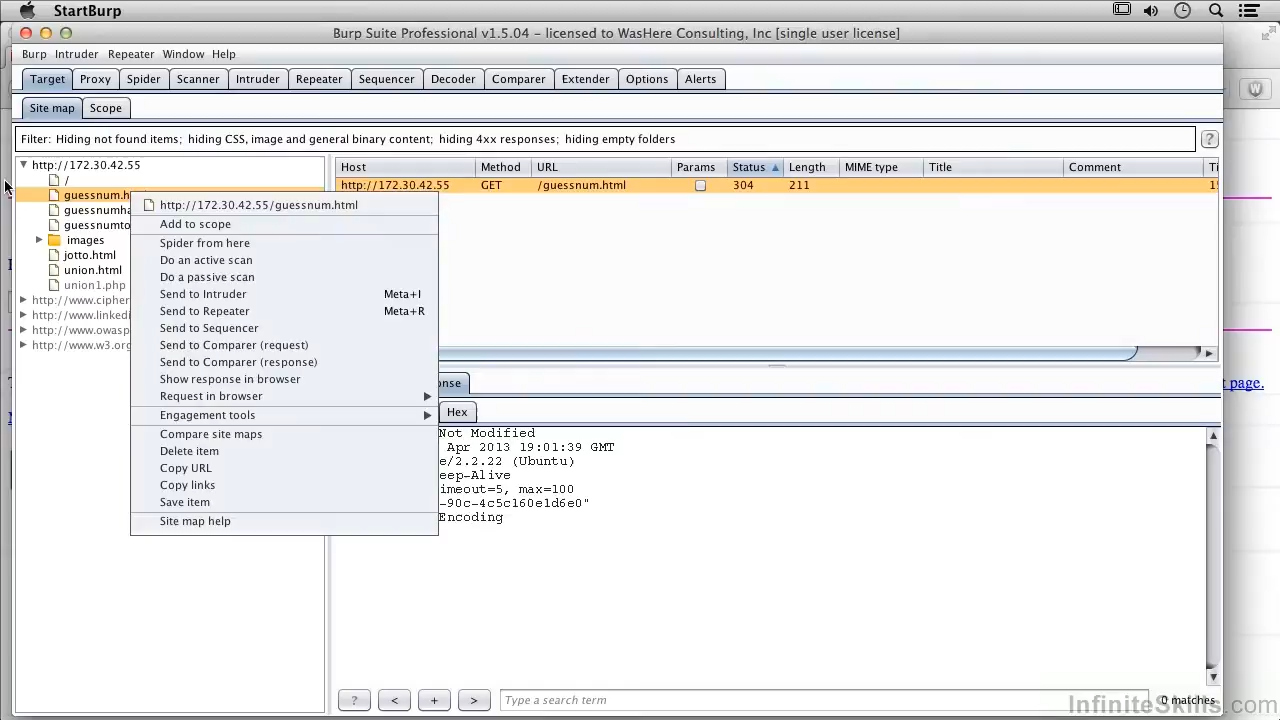 StartBurp
Burp Suite Professional v1.5.04 - licensed to WasHere Consulting, Inc [single user license]
Burp Intruder Repeater Window Help
Target Proxy Spider Scanner Intruder Repeater Sequencer Decoder Comparer Extender Options Alerts
Site map Scope
Filter: Hiding not found items; hiding CSS, image and general binary content; hiding 4xx responses; hiding empty folders ?
http://172.30.42.55
/
guessnum.h
guessnumha
guessnumto
images
jotto.html
union.html
union1.php
http://www.cipher
http://www.linkedi
http://www.owasp
http://www.w3.org
Host Method URL Params Status Length MIME type Title Comment Ti
http://172.30.42.55 GET /guessnum.html 304 211
http://172.30.42.55/guessnum.html
Add to scope
Spider from here
Do an active scan
Do a passive scan
Send to Intruder Meta+I
Send to Repeater Meta+R
Send to Sequencer
Send to Comparer (request)
Send to Comparer (response)
Show response in browser
Request in browser
Engagement tools
Compare site maps
Delete item
Copy URL
Copy links
Save item
Site map help
onse
Hex
Not Modified
Apr 2013 19:01:39 GMT
e/2.2.22 (Ubuntu)
eep-Alive
imeout=5, max=100
-90c-4c5c160e1d6e0"
Encoding
t page.
? < + > Type a search term 0 matches
InfiniteSkills.com